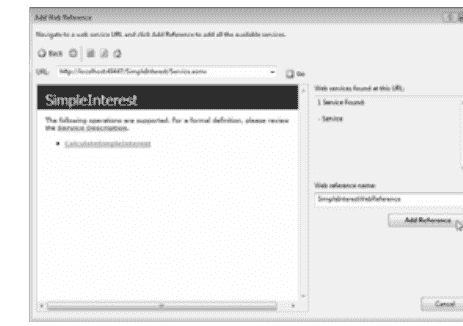 Add Web Reference
Navigate to a web service URL and click Add Reference to add all the available services.
Back
URL: http://localhost:49447/SimpleInterest/Service.asmx
Go
SimpleInterest
The following operations are supported. For a formal definition, please review
the Service Description.
CalculateSimpleInterest
Web services found at this URL:
1 Service Found:
- Service
Web reference name:
SimpleInterestWebReference
Add Reference
Cancel